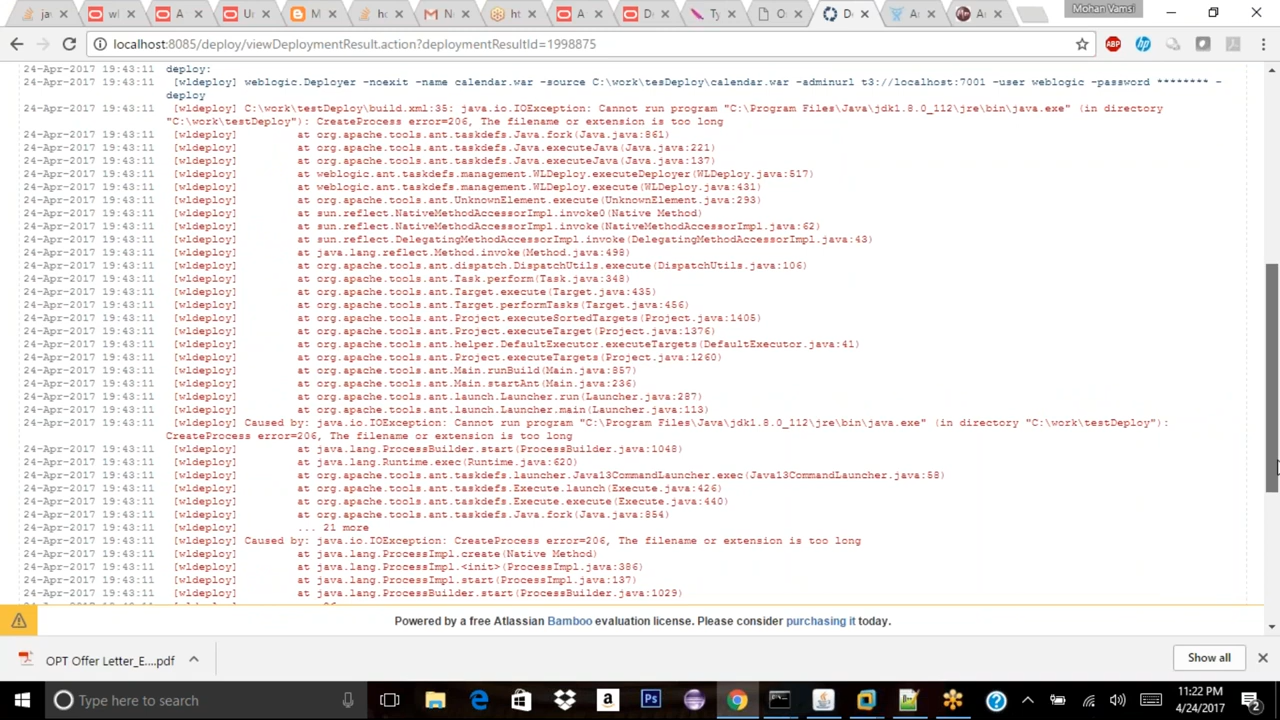 Mohan Vamsi
ja
wl
A
U
M
ho
N
ht
A
D
Ty
O
D
A
A
localhost:8085/deploy/viewDeploymentResult.action?deploymentResultId=1998875
24-Apr-2017 19:43:11 deploy:
24-Apr-2017 19:43:11 [wldeploy] weblogic.Deployer -noexit -name calendar.war -source C:\work\tesDeploy\calendar.war -adminurl t3://localhost:7001 -user weblogic -password ******** -
deploy
24-Apr-2017 19:43:11 [wldeploy] C:\work\testDeploy\build.xml:35: java.io.IOException: Cannot run program "C:\Program Files\Java\jdk1.8.0_112\jre\bin\java.exe" (in directory
"C:\work\testDeploy"): CreateProcess error=206, The filename or extension is too long
24-Apr-2017 19:43:11 [wldeploy] at org.apache.tools.ant.taskdefs.Java.fork(Java.java:861)
24-Apr-2017 19:43:11 [wldeploy] at org.apache.tools.ant.taskdefs.Java.executeJava(Java.java:221)
24-Apr-2017 19:43:11 [wldeploy] at org.apache.tools.ant.taskdefs.Java.executeJava(Java.java:137)
24-Apr-2017 19:43:11 [wldeploy] at weblogic.ant.taskdefs.management.WLDeploy.executeDeployer(WLDeploy.java:517)
24-Apr-2017 19:43:11 [wldeploy] at weblogic.ant.taskdefs.management.WLDeploy.execute(WLDeploy.java:431)
24-Apr-2017 19:43:11 [wldeploy] at org.apache.tools.ant.UnknownElement.execute(UnknownElement.java:293)
24-Apr-2017 19:43:11 [wldeploy] at sun.reflect.NativeMethodAccessorImpl.invoke0(Native Method)
24-Apr-2017 19:43:11 [wldeploy] at sun.reflect.NativeMethodAccessorImpl.invoke(NativeMethodAccessorImpl.java:62)
24-Apr-2017 19:43:11 [wldeploy] at sun.reflect.DelegatingMethodAccessorImpl.invoke(DelegatingMethodAccessorImpl.java:43)
24-Apr-2017 19:43:11 [wldeploy] at java.lang.reflect.Method.invoke(Method.java:498)
24-Apr-2017 19:43:11 [wldeploy] at org.apache.tools.ant.dispatch.DispatchUtils.execute(DispatchUtils.java:106)
24-Apr-2017 19:43:11 [wldeploy] at org.apache.tools.ant.Task.perform(Task.java:348)
24-Apr-2017 19:43:11 [wldeploy] at org.apache.tools.ant.Target.execute(Target.java:435)
24-Apr-2017 19:43:11 [wldeploy] at org.apache.tools.ant.Target.performTasks(Target.java:456)
24-Apr-2017 19:43:11 [wldeploy] at org.apache.tools.ant.Project.executeSortedTargets(Project.java:1405)
24-Apr-2017 19:43:11 [wldeploy] at org.apache.tools.ant.Project.executeTarget(Project.java:1376)
24-Apr-2017 19:43:11 [wldeploy] at org.apache.tools.ant.helper.DefaultExecutor.executeTargets(DefaultExecutor.java:41)
24-Apr-2017 19:43:11 [wldeploy] at org.apache.tools.ant.Project.executeTargets(Project.java:1260)
24-Apr-2017 19:43:11 [wldeploy] at org.apache.tools.ant.Main.runBuild(Main.java:857)
24-Apr-2017 19:43:11 [wldeploy] at org.apache.tools.ant.Main.startAnt(Main.java:236)
24-Apr-2017 19:43:11 [wldeploy] at org.apache.tools.ant.launch.Launcher.run(Launcher.java:287)
24-Apr-2017 19:43:11 [wldeploy] at org.apache.tools.ant.launch.Launcher.main(Launcher.java:113)
24-Apr-2017 19:43:11 [wldeploy] Caused by: java.io.IOException: Cannot run program "C:\Program Files\Java\jdk1.8.0_112\jre\bin\java.exe" (in directory "C:\work\testDeploy"):
CreateProcess error=206, The filename or extension is too long
24-Apr-2017 19:43:11 [wldeploy] at java.lang.ProcessBuilder.start(ProcessBuilder.java:1048)
24-Apr-2017 19:43:11 [wldeploy] at java.lang.Runtime.exec(Runtime.java:620)
24-Apr-2017 19:43:11 [wldeploy] at org.apache.tools.ant.taskdefs.launcher.Java13CommandLauncher.exec(Java13CommandLauncher.java:58)
24-Apr-2017 19:43:11 [wldeploy] at org.apache.tools.ant.taskdefs.Execute.launch(Execute.java:426)
24-Apr-2017 19:43:11 [wldeploy] at org.apache.tools.ant.taskdefs.Execute.execute(Execute.java:440)
24-Apr-2017 19:43:11 [wldeploy] at org.apache.tools.ant.taskdefs.Java.fork(Java.java:854)
24-Apr-2017 19:43:11 [wldeploy] ... 21 more
24-Apr-2017 19:43:11 [wldeploy] Caused by: java.io.IOException: CreateProcess error=206, The filename or extension is too long
24-Apr-2017 19:43:11 [wldeploy] at java.lang.ProcessImpl.create(Native Method)
24-Apr-2017 19:43:11 [wldeploy] at java.lang.ProcessImpl.<init>(ProcessImpl.java:386)
24-Apr-2017 19:43:11 [wldeploy] at java.lang.ProcessImpl.start(ProcessImpl.java:137)
24-Apr-2017 19:43:11 [wldeploy] at java.lang.ProcessBuilder.start(ProcessBuilder.java:1029)
Powered by a free Atlassian Bamboo evaluation license. Please consider purchasing it today.
OPT Offer Letter_E....pdf
Show all
Type here to search
11:22 PM
4/24/2017